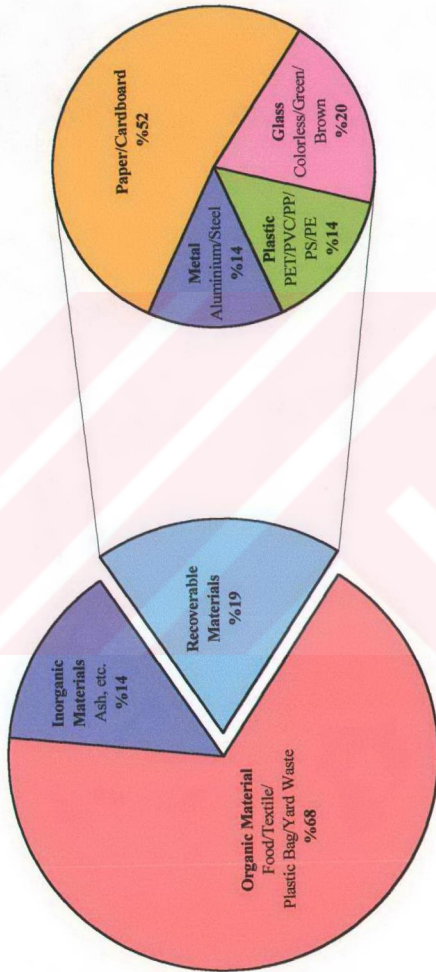 Inorganic
Materials
Ash, etc.
%14
Organic Material
Food/Textile/
Plastic Bag/Yard Waste
%68
Recoverable
Materials
%19
Paper/Cardboard
%52
Metal
Aluminium/Steel
%14
Plastic
PET/PVC/PP/
PS/PE
%14
Glass
Colorless/Green/
Brown
%20